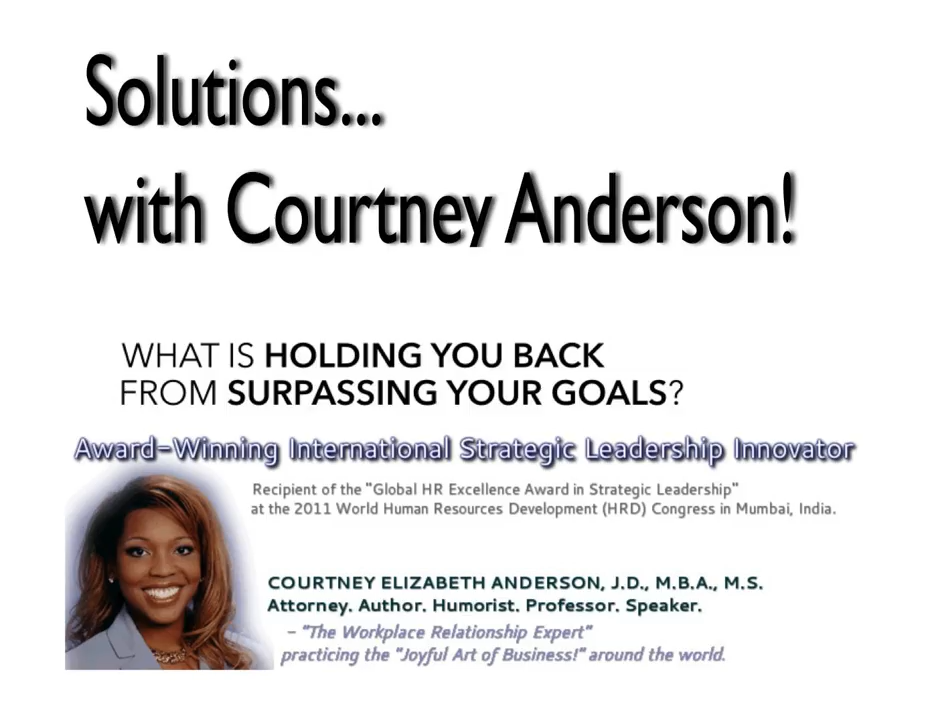 Solutions...
with Courtney Anderson!
WHAT IS HOLDING YOU BACK
FROM SURPASSING YOUR GOALS?
Award-Winning International Strategic Leadership Innovator
Recipient of the "Global HR Excellence Award in Strategic Leadership"
at the 2011 World Human Resources Development (HRD) Congress in Mumbai, India.
COURTNEY ELIZABETH ANDERSON, J.D., M.B.A., M.S.
Attorney. Author. Humorist. Professor. Speaker.
- "The Workplace Relationship Expert"
practicing the "Joyful Art of Business!" around the world.